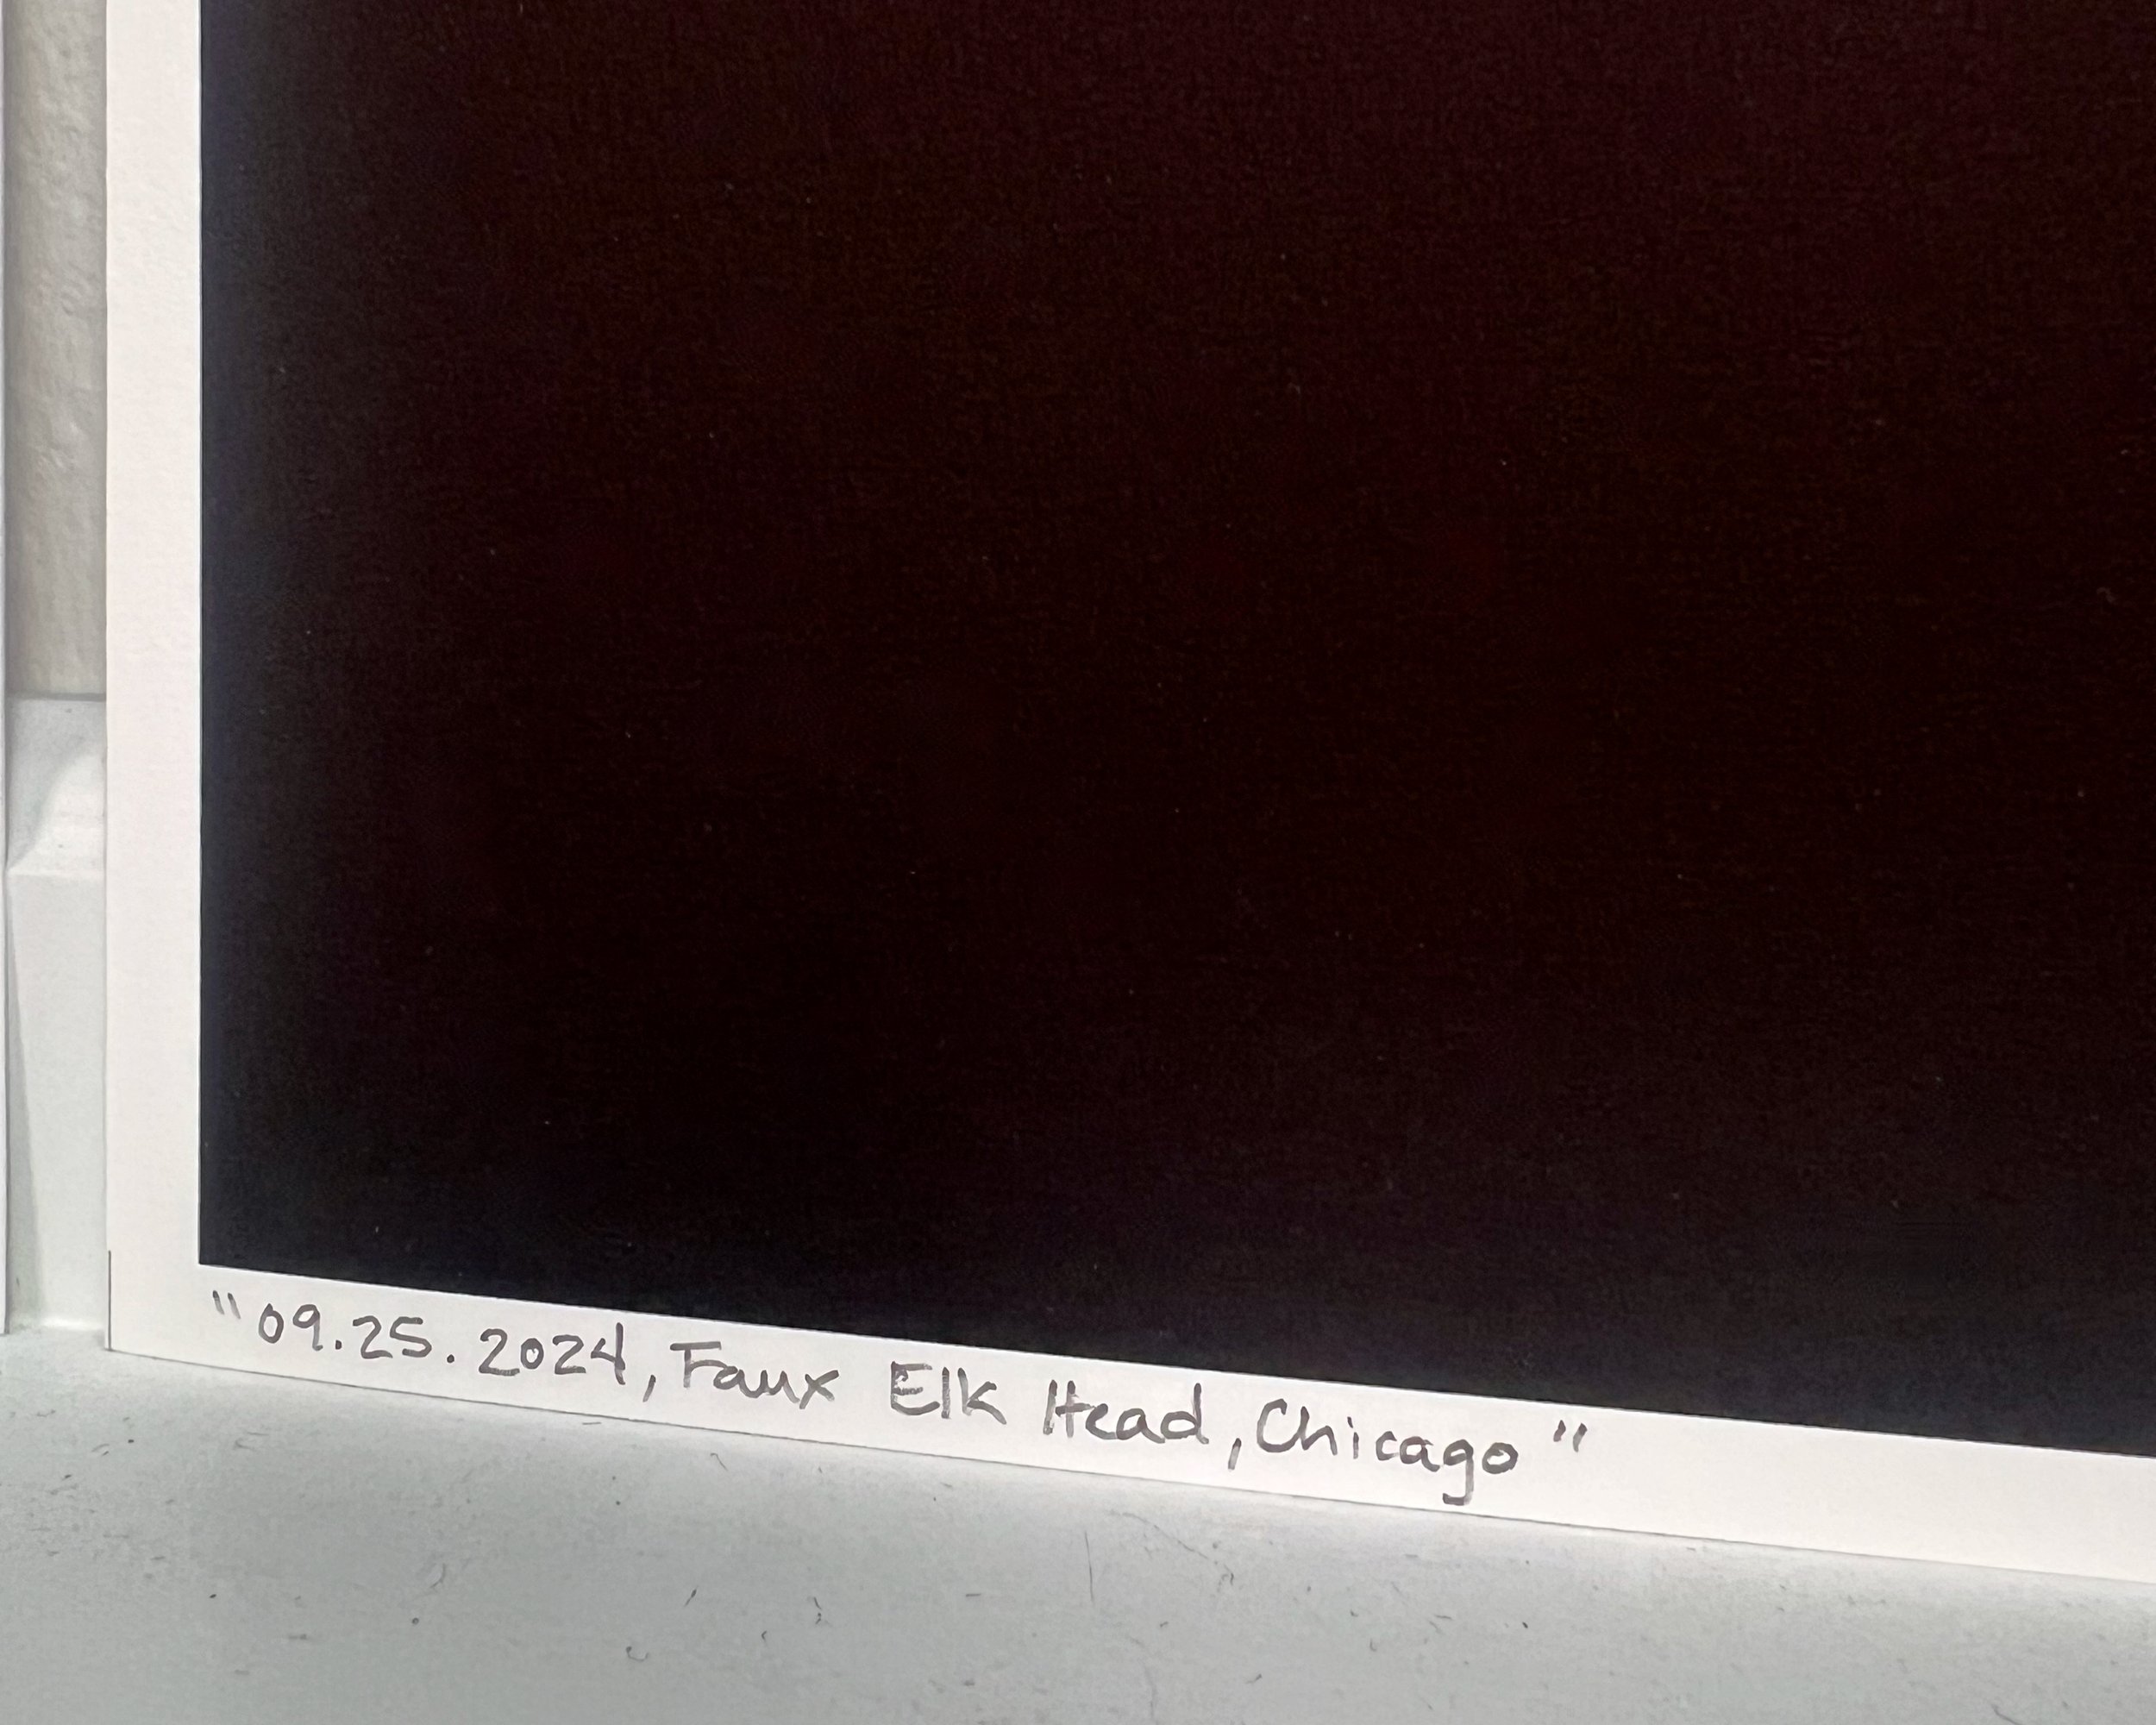 "09.25.2024, Faux Elk Head, Chicago"